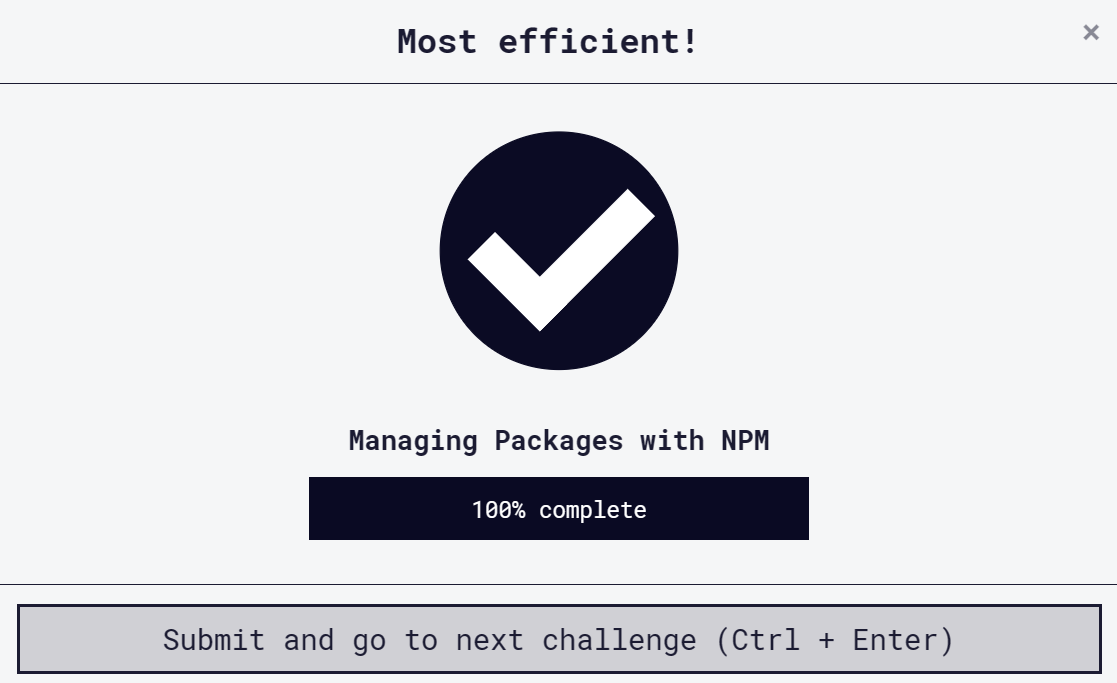 Most efficient!
×
Managing Packages with NPM
100% complete
Submit and go to next challenge (Ctrl + Enter)